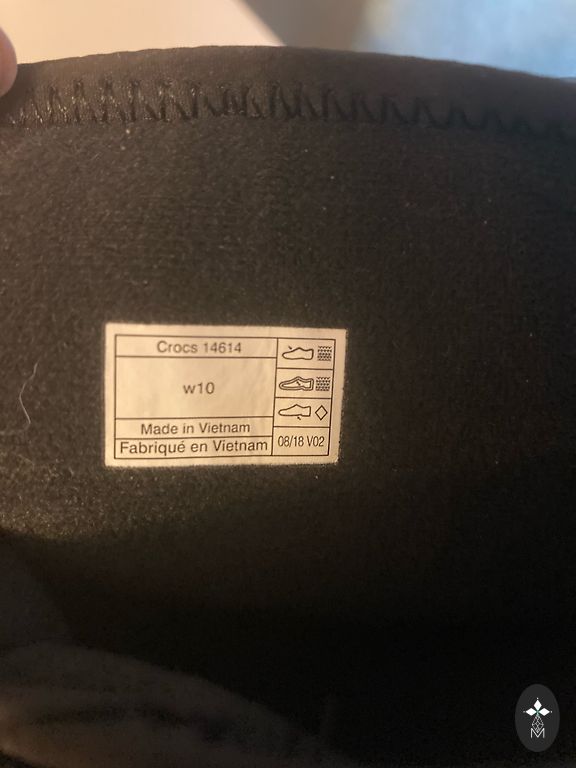 Crocs 14614
w10
Made in Vietnam
Fabriqué en Vietnam
08/18 V02
M